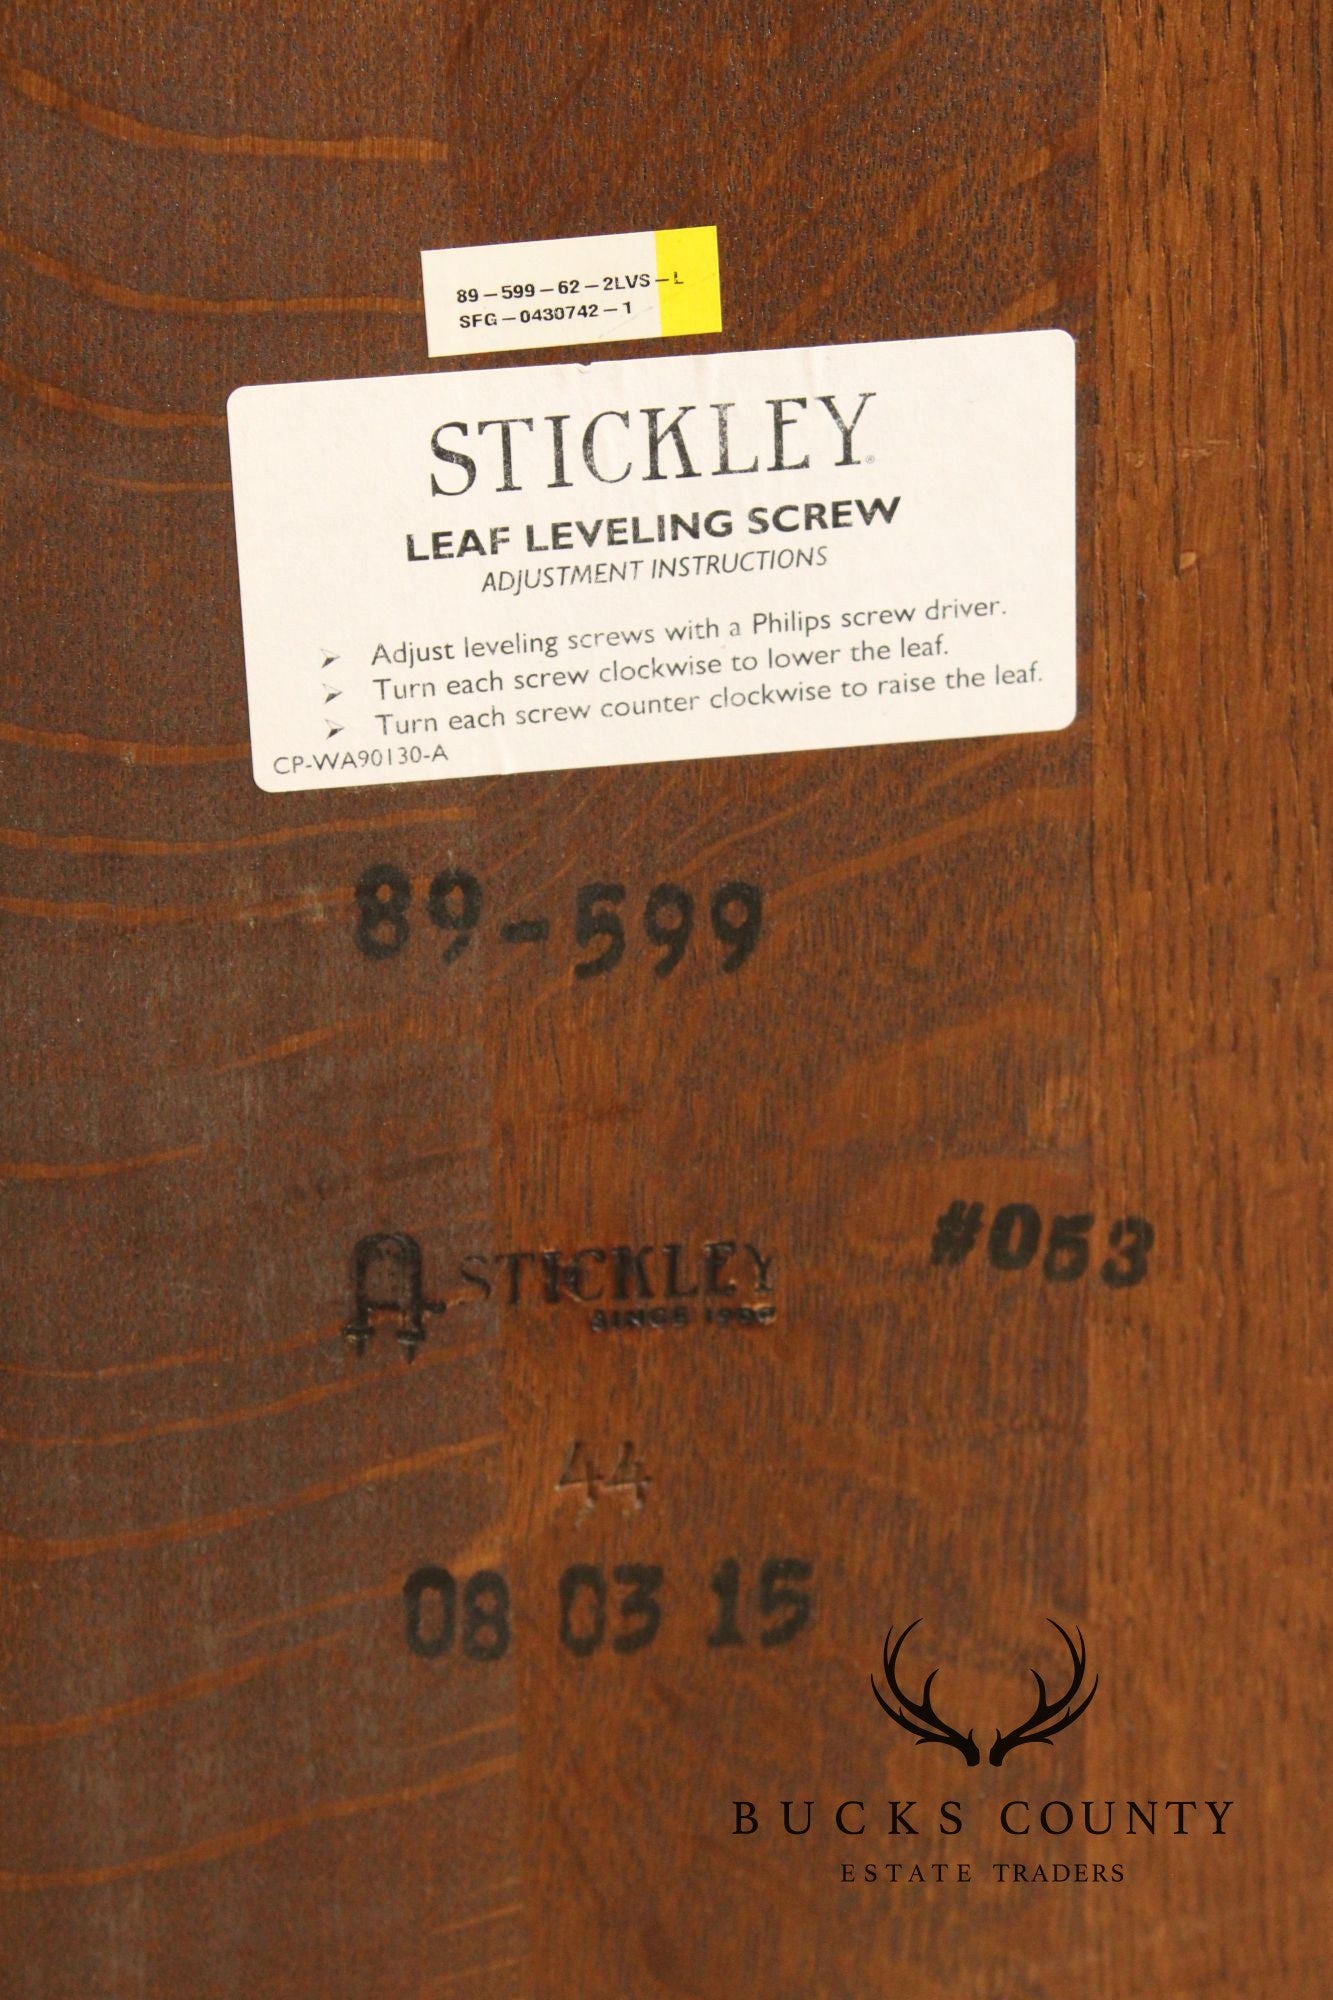 89-599-62-2LVS-L
SFG-0430742-1
STICKLEY®
LEAF LEVELING SCREW
ADJUSTMENT INSTRUCTIONS
➢ Adjust leveling screws with a Philips screw driver.
➢ Turn each screw clockwise to lower the leaf.
➢ Turn each screw counter clockwise to raise the leaf.
CP-WA90130-A
89-599
STICKLEY
SINCE 1900
#053
44
08 03 15
BUCKS COUNTY
ESTATE TRADERS